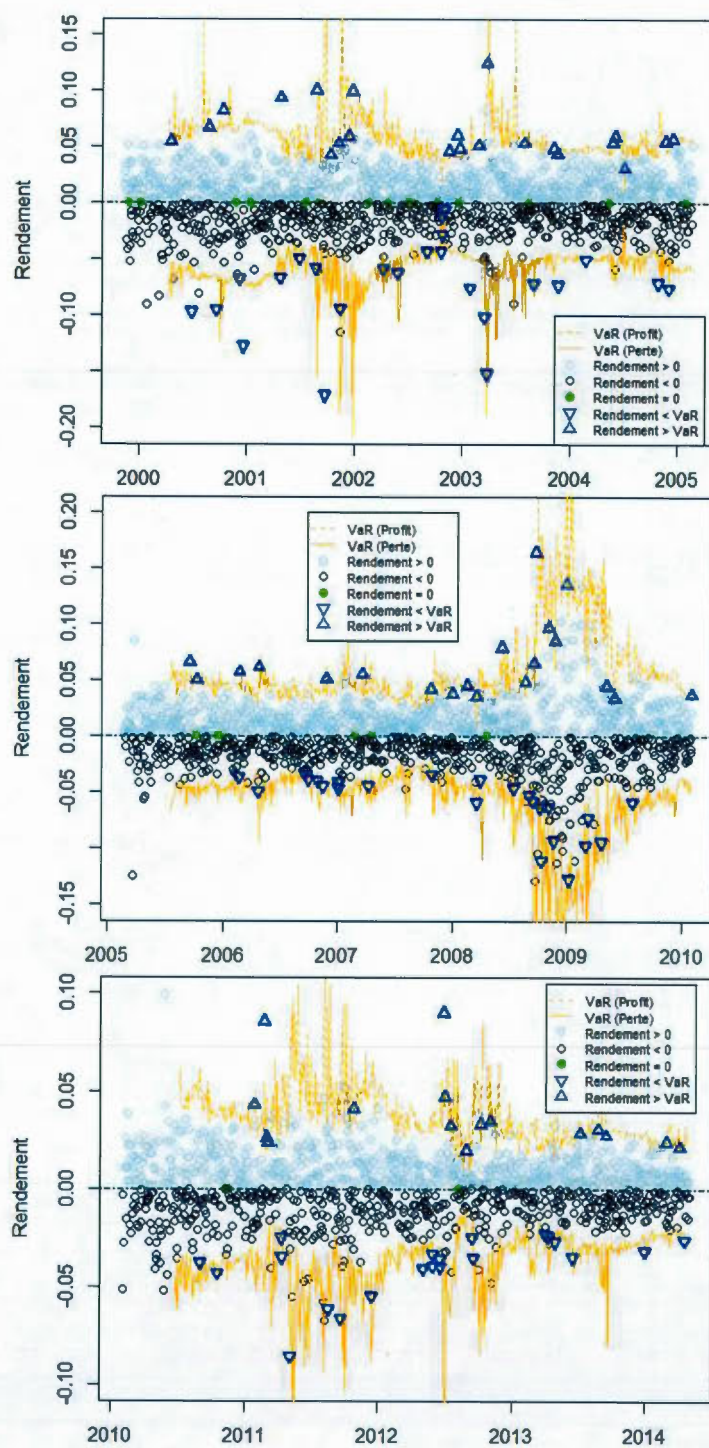 0.15
0.10
0.05
0.00
-0.10
-0.20
Rendement
VaR (Profit)
VaR (Perte)
Rendement > 0
Rendement < 0
Rendement = 0
Rendement < VaR
Rendement > VaR
2000 2001 2002 2003 2004 2005
0.20
0.15
0.10
0.05
0.00
-0.05
-0.15
Rendement
VaR (Profit)
VaR (Perte)
Rendement > 0
Rendement < 0
Rendement = 0
Rendement < VaR
Rendement > VaR
2005 2006 2007 2008 2009 2010
0.10
0.05
0.00
-0.05
-0.10
Rendement
VaR (Profit)
VaR (Perte)
Rendement > 0
Rendement < 0
Rendement = 0
Rendement < VaR
Rendement > VaR
2010 2011 2012 2013 2014